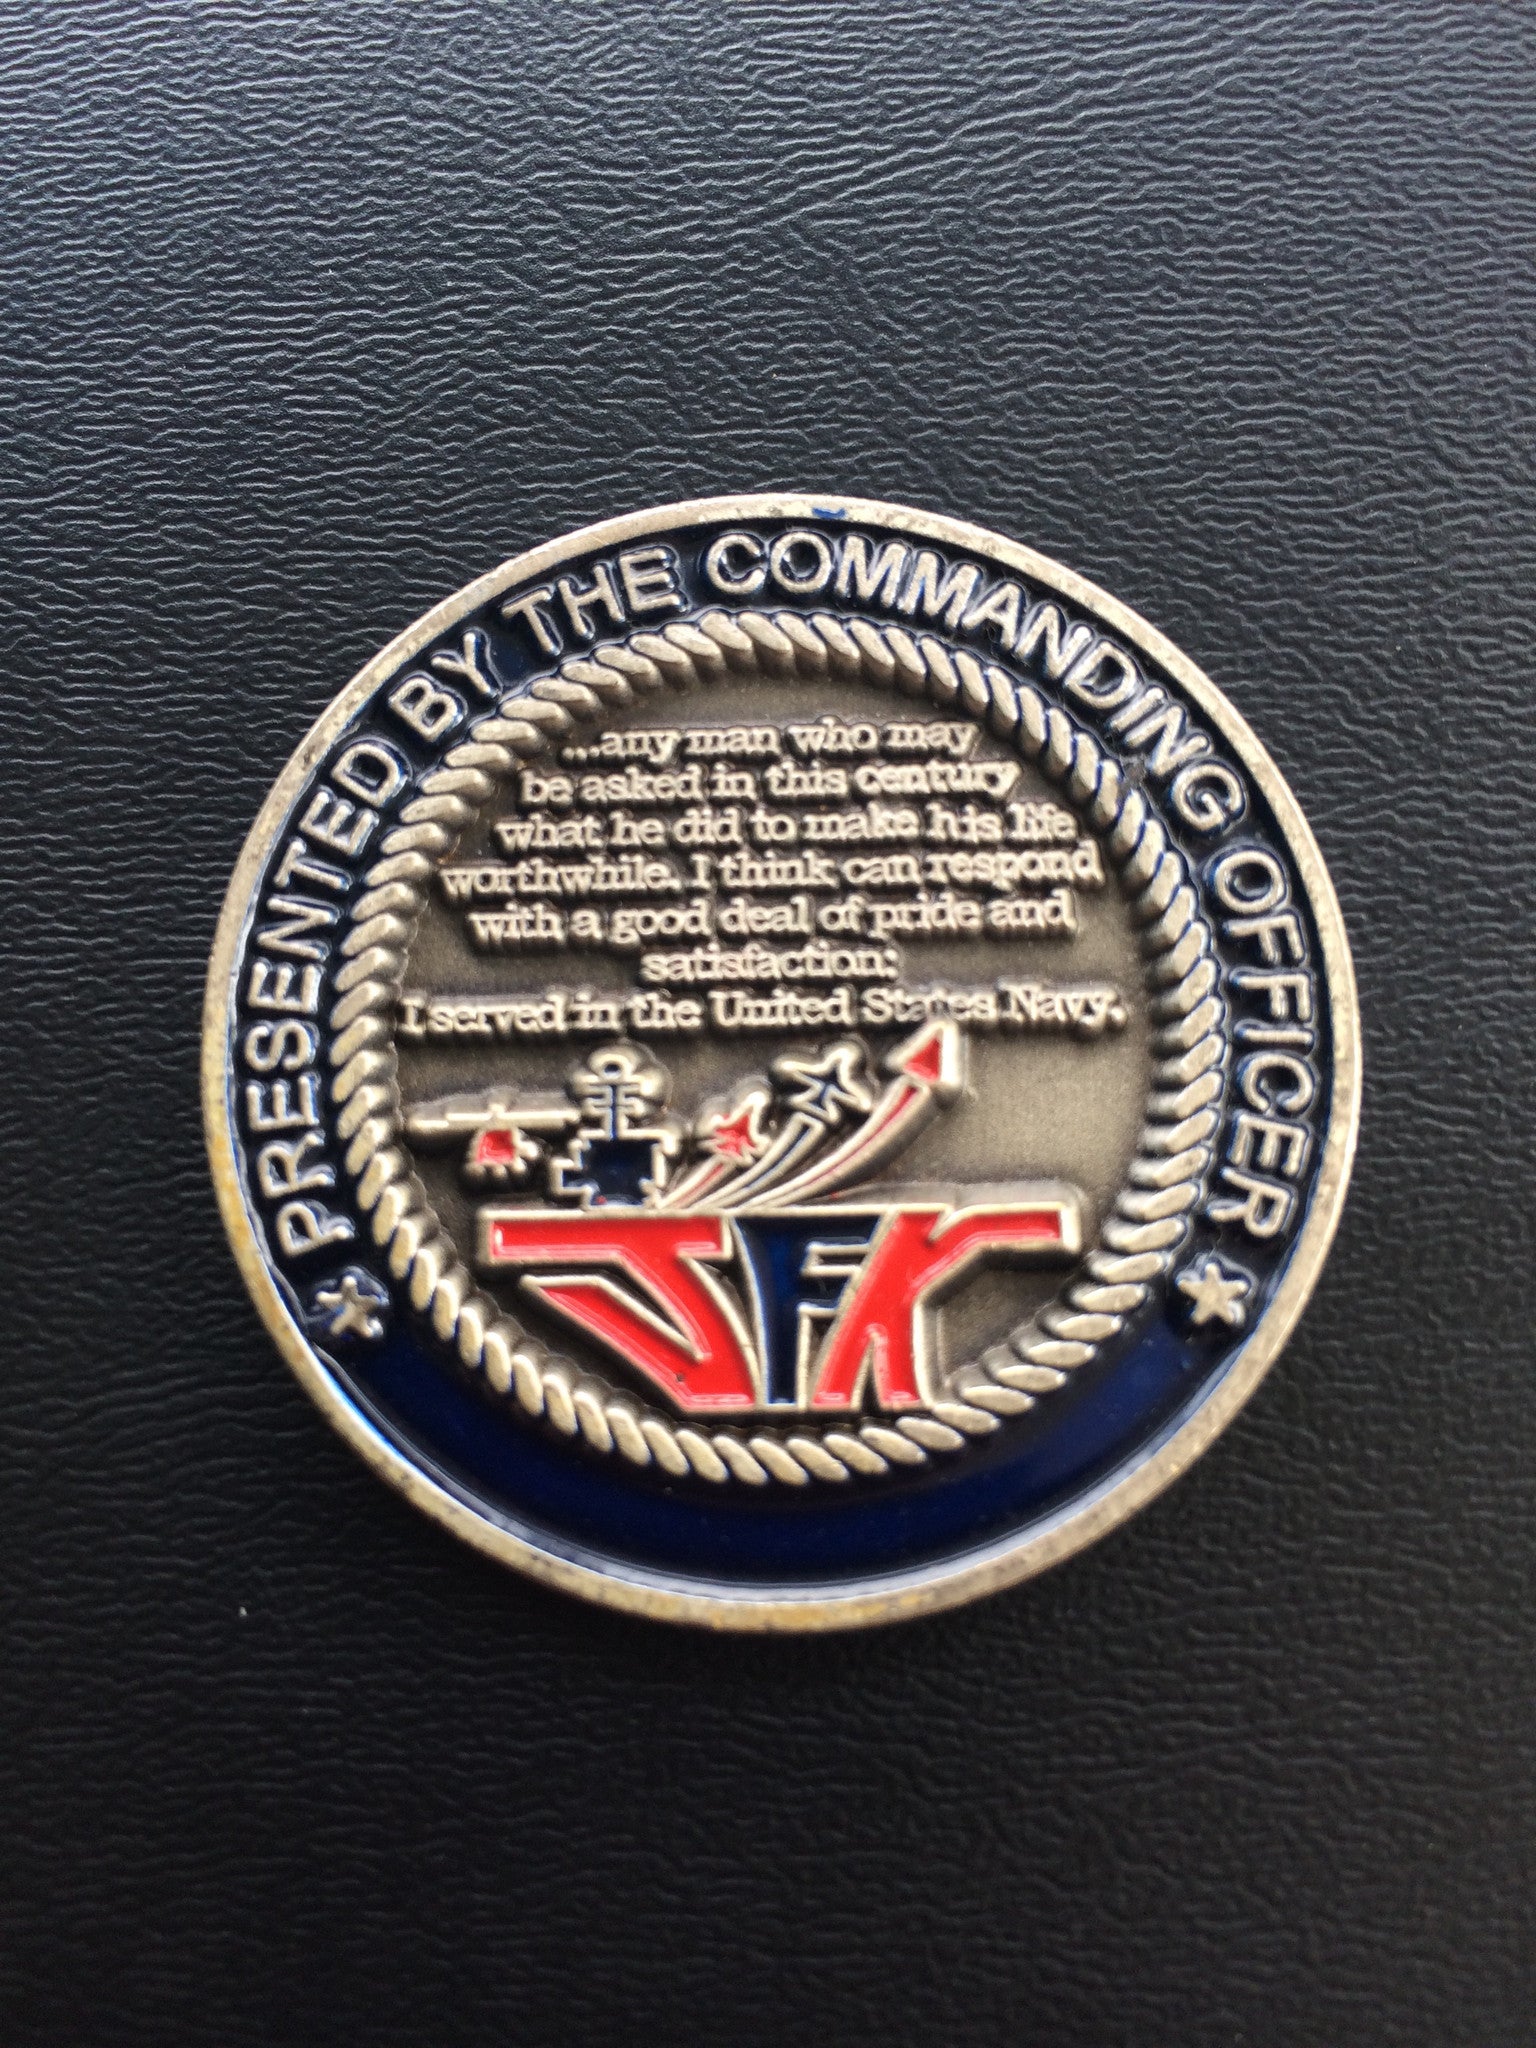 PRESENTED BY THE COMMANDING OFFICER
...any man who may
be asked in this century
what he did to make his life
worthwhile. I think can respond
with a good deal of pride and
satisfaction:
I served in the United States Navy.
JFK